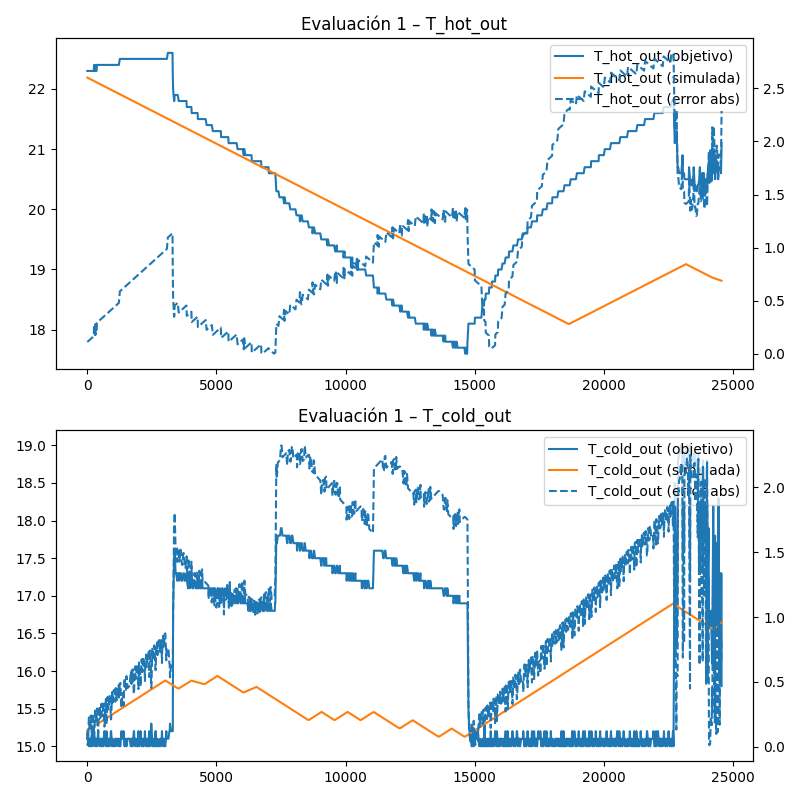 Evaluación 1 – T_hot_out
T_hot_out (objetivo)
T_hot_out (simulada)
T_hot_out (error abs)
22
21
20
19
18
2.5
2.0
1.5
1.0
0.5
0.0
0 5000 10000 15000 20000 25000
Evaluación 1 – T_cold_out
T_cold_out (objetivo)
T_cold_out (simulada)
T_cold_out (error abs)
19.0
18.5
18.0
17.5
17.0
16.5
16.0
15.5
15.0
2.0
1.5
1.0
0.5
0.0
0 5000 10000 15000 20000 25000